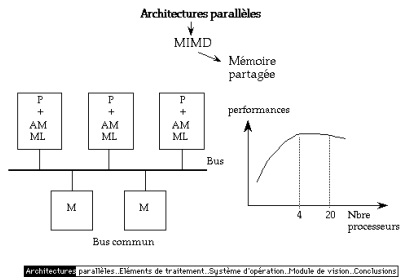 Architectures parallèles
MIMD
Mémoire
partagée
P
+
AM
ML
P
+
AM
ML
P
+
AM
ML
Bus
M
M
Bus commun
performances
4
20
Nbre
processeurs
Architectures parallèles..Eléments de traitement..Système d'opération..Module de vision..Conclusions